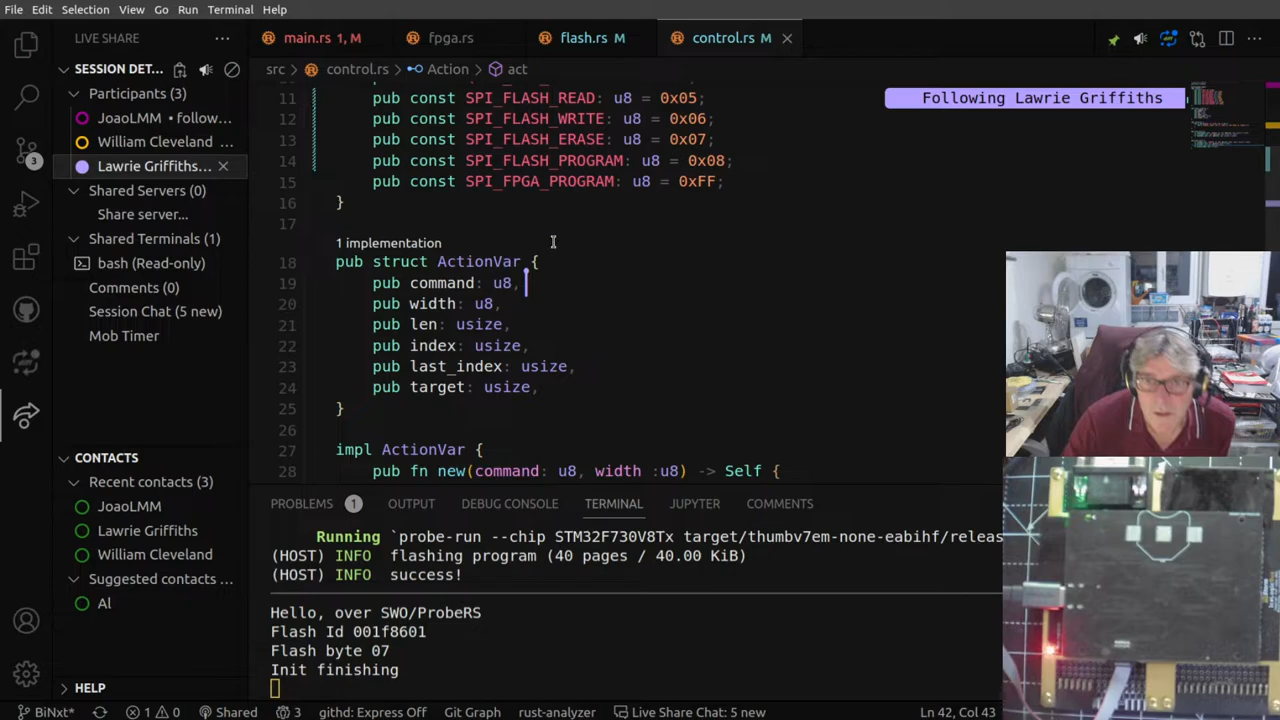 File Edit Selection View Go Run Terminal Help
LIVE SHARE ...
SESSION DET...
Participants (3)
JoaoLMM • follow...
William Cleveland ...
Lawrie Griffiths...
Shared Servers (0)
Share server...
Shared Terminals (1)
bash (Read-only)
Comments (0)
Session Chat (5 new)
Mob Timer
CONTACTS
Recent contacts (3)
JoaoLMM
Lawrie Griffiths
William Cleveland
Suggested contacts ...
Al
HELP
3
main.rs 1, M
fpga.rs
flash.rs M
control.rs M
src > control.rs > Action > act
Following Lawrie Griffiths
11 pub const SPI_FLASH_READ: u8 = 0x05;
12 pub const SPI_FLASH_WRITE: u8 = 0x06;
13 pub const SPI_FLASH_ERASE: u8 = 0x07;
14 pub const SPI_FLASH_PROGRAM: u8 = 0x08;
15 pub const SPI_FPGA_PROGRAM: u8 = 0xFF;
16 }
17
1 implementation
18 pub struct ActionVar {
19 pub command: u8,
20 pub width: u8,
21 pub len: usize,
22 pub index: usize,
23 pub last_index: usize,
24 pub target: usize,
25 }
26
27 impl ActionVar {
28 pub fn new(command: u8, width :u8) -> Self {
PROBLEMS 1 OUTPUT DEBUG CONSOLE TERMINAL JUPYTER COMMENTS
Running `probe-run --chip STM32F730V8Tx target/thumbv7em-none-eabihf/releas
(HOST) INFO flashing program (40 pages / 40.00 KiB)
(HOST) INFO success!
Hello, over SWO/ProbeRS
Flash Id 001f8601
Flash byte 07
Init finishing
BiNxt* 1 0 Shared 3 githd: Express Off Git Graph rust-analyzer Live Share Chat: 5 new Ln 42, Col 43